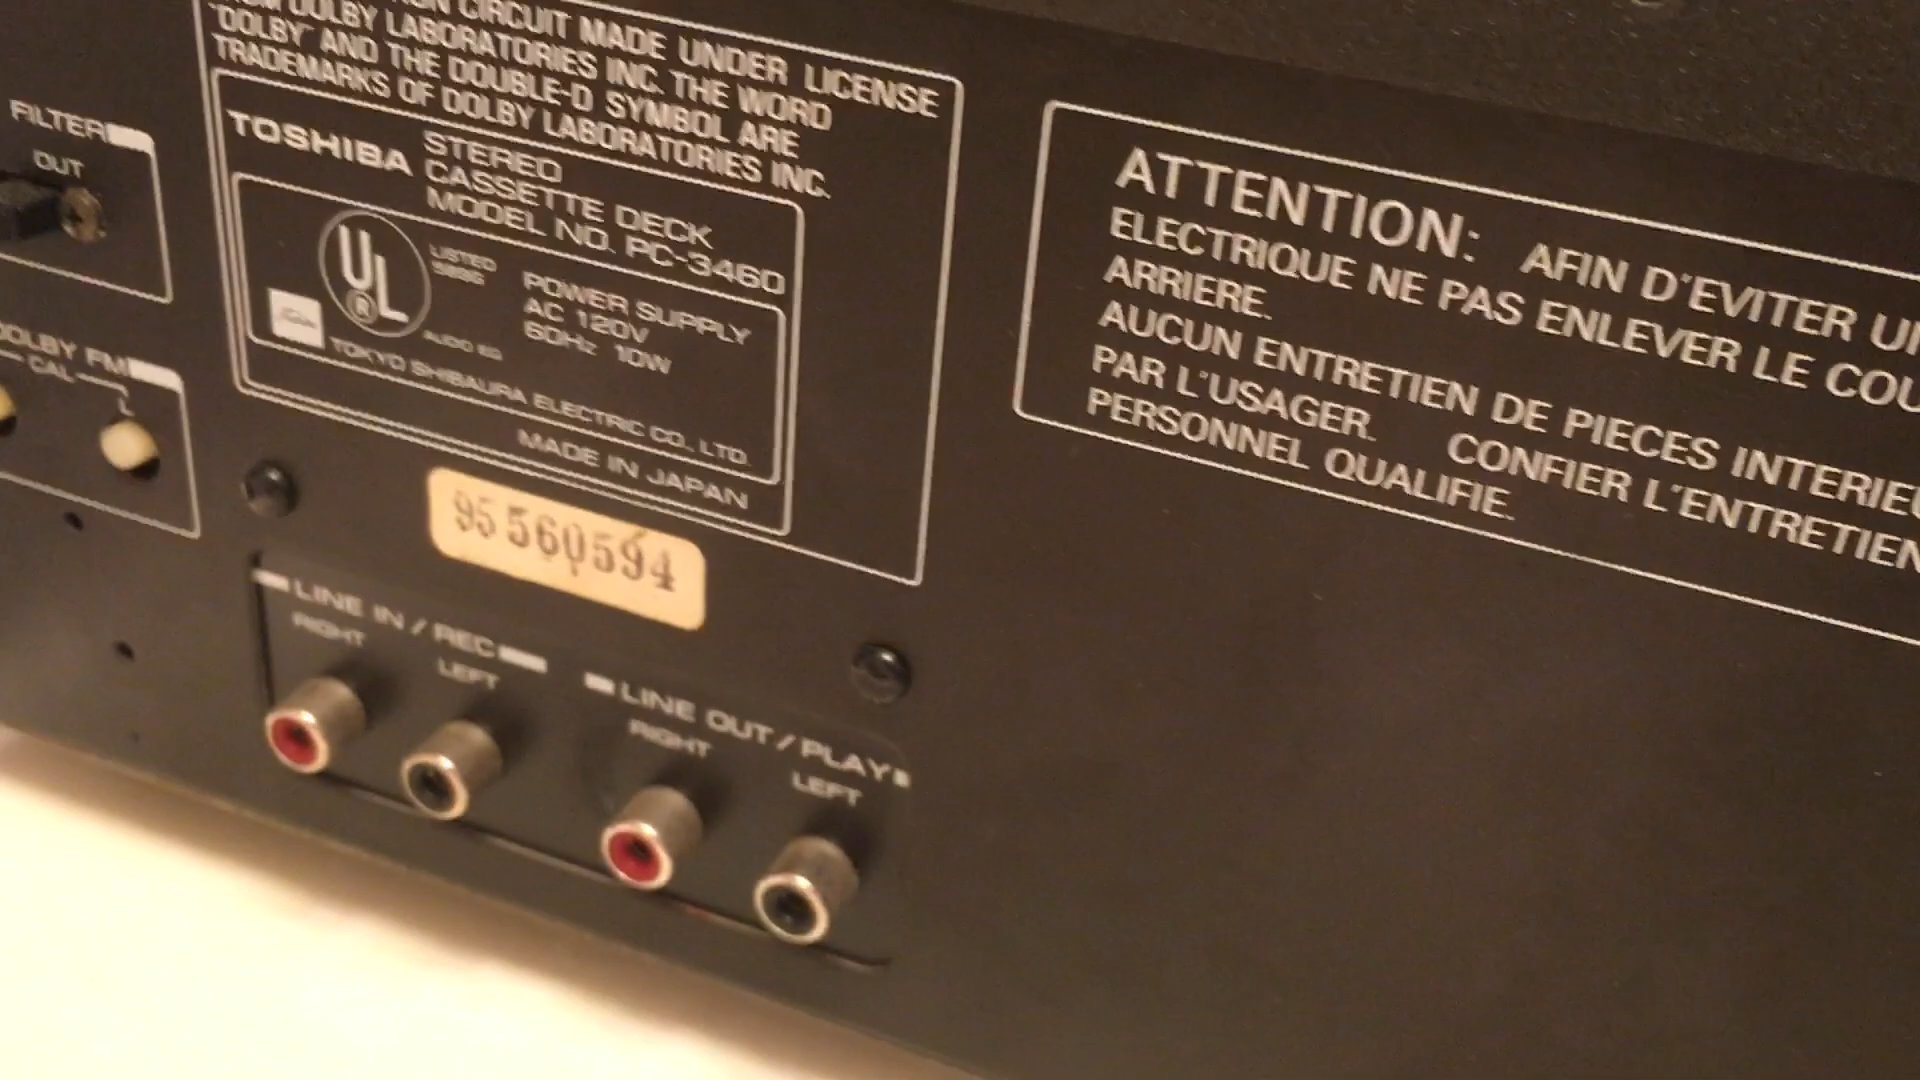 CIRCUIT MADE UNDER LICENSE
DOLBY LABORATORIES INC. THE WORD
"DOLBY" AND THE DOUBLE-D SYMBOL ARE
TRADEMARKS OF DOLBY LABORATORIES INC.
TOSHIBA STEREO
CASSETTE DECK
MODEL NO. PC-3460
UL
®
LISTED
POWER SUPPLY
AC 120V
60Hz 10W
TOKYO SHIBAURA ELECTRIC CO., LTD.
MADE IN JAPAN
95560594
FILTER
OUT
DOLBY FM
CAL
L
LINE IN / REC
RIGHT
LEFT
LINE OUT / PLAY
RIGHT
LEFT
ATTENTION: AFIN D'EVITER
ELECTRIQUE NE PAS ENLEVER LE
ARRIERE.
AUCUN ENTRETIEN DE PIECES
PAR L'USAGER. CONFIER L'ENTRETIEN
PERSONNEL QUALIFIE.